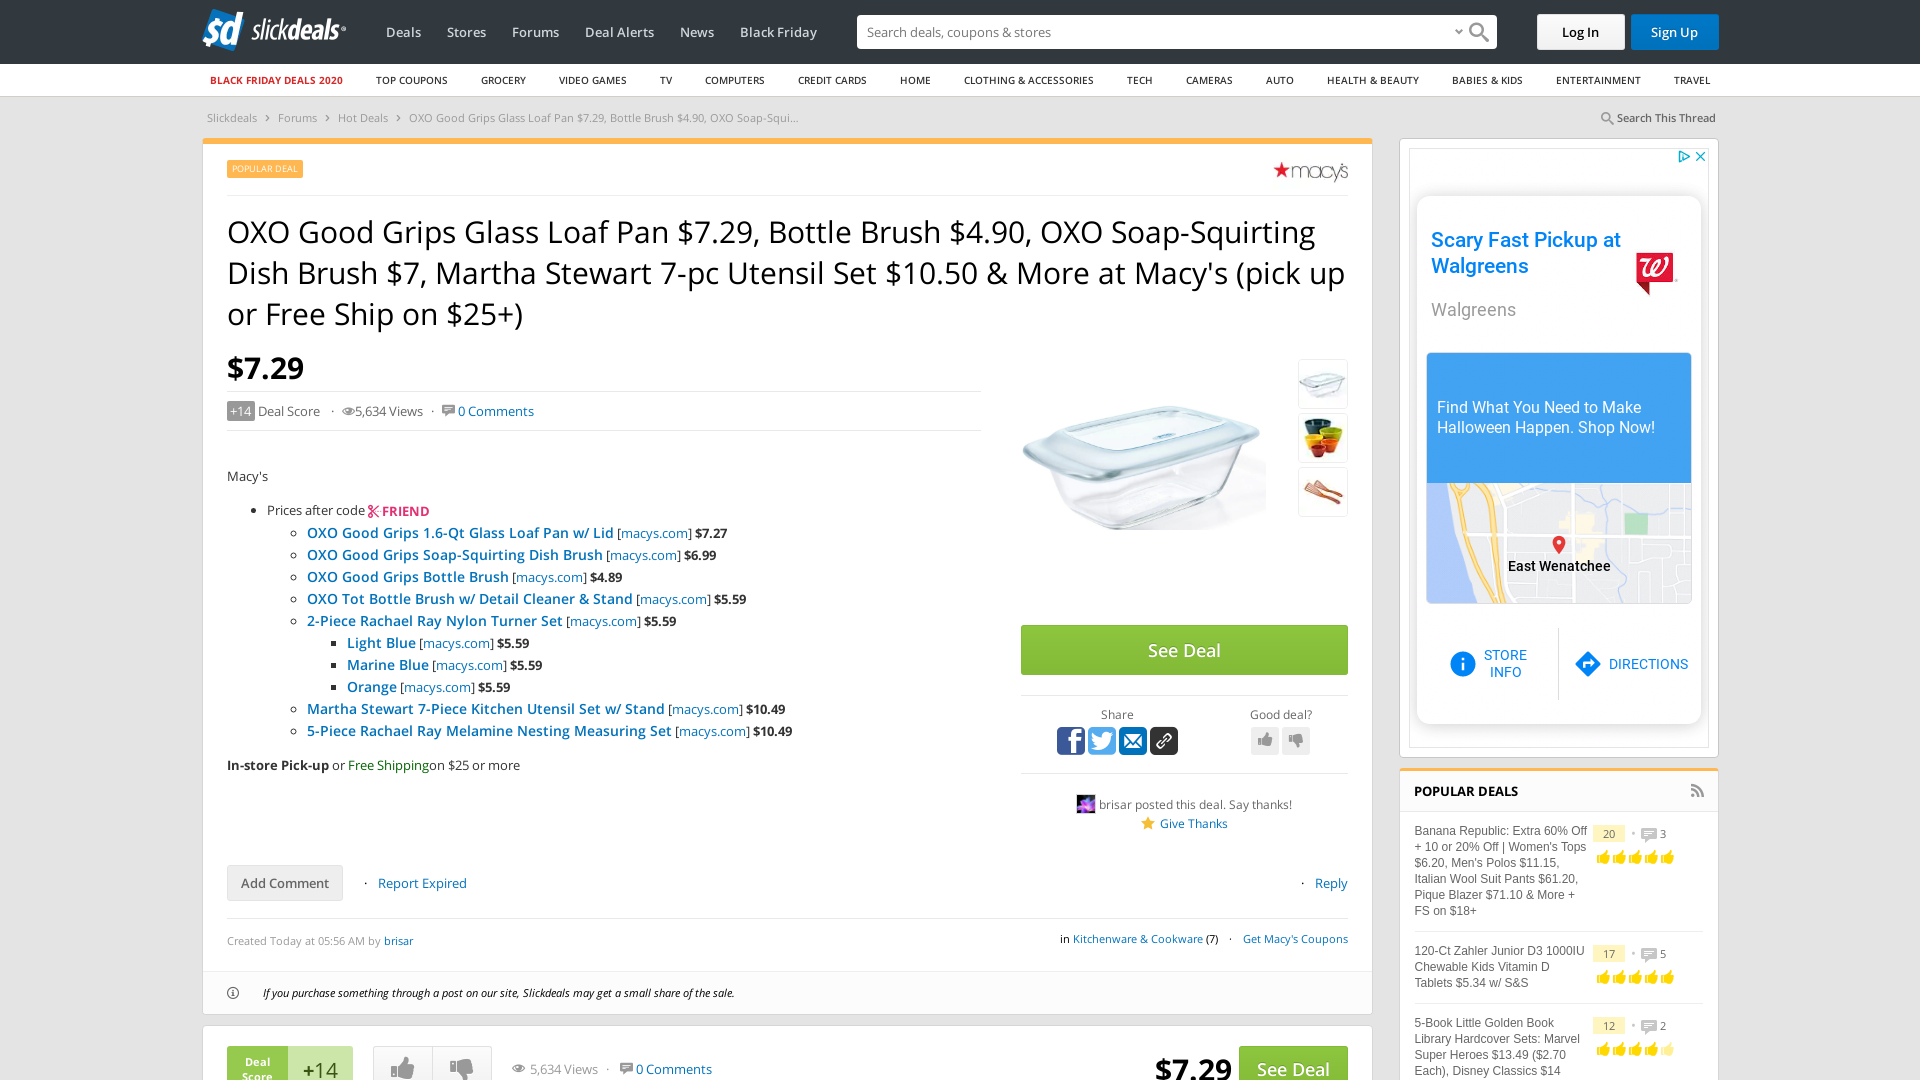 sd slickdeals
Deals Stores Forums Deal Alerts News Black Friday
Search deals, coupons & stores
Log In
Sign Up
BLACK FRIDAY DEALS 2020 TOP COUPONS GROCERY VIDEO GAMES TV COMPUTERS CREDIT CARDS HOME CLOTHING & ACCESSORIES TECH CAMERAS AUTO HEALTH & BEAUTY BABIES & KIDS ENTERTAINMENT TRAVEL
Slickdeals › Forums › Hot Deals › OXO Good Grips Glass Loaf Pan $7.29, Bottle Brush $4.90, OXO Soap-Squi...
Search This Thread
POPULAR DEAL
macy's
OXO Good Grips Glass Loaf Pan $7.29, Bottle Brush $4.90, OXO Soap-Squirting
Dish Brush $7, Martha Stewart 7-pc Utensil Set $10.50 & More at Macy's (pick up
or Free Ship on $25+)
$7.29
+14 Deal Score · 5,634 Views · 0 Comments
Macy's
Prices after code FRIEND
OXO Good Grips 1.6-Qt Glass Loaf Pan w/ Lid [macys.com] $7.27
OXO Good Grips Soap-Squirting Dish Brush [macys.com] $6.99
OXO Good Grips Bottle Brush [macys.com] $4.89
OXO Tot Bottle Brush w/ Detail Cleaner & Stand [macys.com] $5.59
2-Piece Rachael Ray Nylon Turner Set [macys.com] $5.59
Light Blue [macys.com] $5.59
Marine Blue [macys.com] $5.59
Orange [macys.com] $5.59
Martha Stewart 7-Piece Kitchen Utensil Set w/ Stand [macys.com] $10.49
5-Piece Rachael Ray Melamine Nesting Measuring Set [macys.com] $10.49
In-store Pick-up or Free Shippingon $25 or more
See Deal
Share
Good deal?
brisar posted this deal. Say thanks!
Give Thanks
Add Comment
· Report Expired
· Reply
Created Today at 05:56 AM by brisar
in Kitchenware & Cookware (7) · Get Macy's Coupons
If you purchase something through a post on our site, Slickdeals may get a small share of the sale.
Deal
Score
+14
5,634 Views · 0 Comments
$7.29
See Deal
Scary Fast Pickup at
Walgreens
W
Walgreens
Find What You Need to Make
Halloween Happen. Shop Now!
East Wenatchee
STORE
INFO
DIRECTIONS
POPULAR DEALS
Banana Republic: Extra 60% Off
+ 10 or 20% Off | Women's Tops
$6.20, Men's Polos $11.15,
Italian Wool Suit Pants $61.20,
Pique Blazer $71.10 & More +
FS on $18+
20 · 3
120-Ct Zahler Junior D3 1000IU
Chewable Kids Vitamin D
Tablets $5.34 w/ S&S
17 · 5
5-Book Little Golden Book
Library Hardcover Sets: Marvel
Super Heroes $13.49 ($2.70
Each), Disney Classics $14
12 · 2